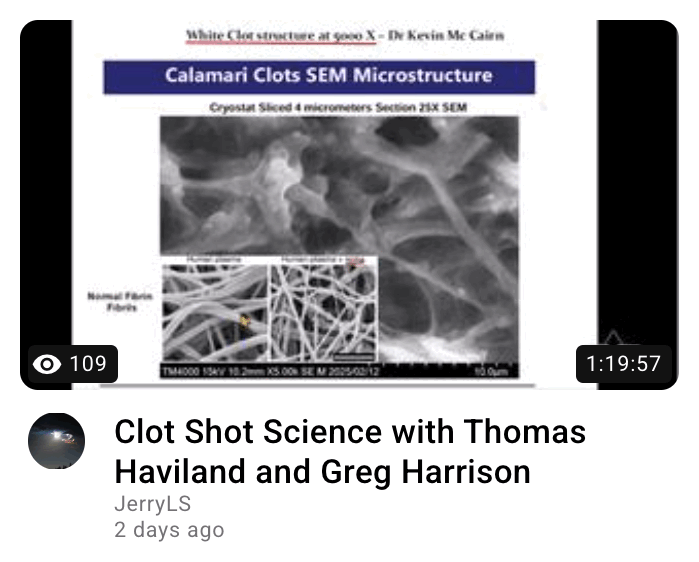 White Clot structure at 5000 X – Dr Kevin Mc Cairn
Calamari Clots SEM Microstructure
Cryostat Sliced 4 micrometers Section 25X SEM
Human plasma Human plasma +
Normal Fibrin
Fibrils
TM4000 15kV 10.2mm X5.00k SE M 2025/02/12 10.0μm
109
1:19:57
Clot Shot Science with Thomas
Haviland and Greg Harrison
JerryLS
2 days ago